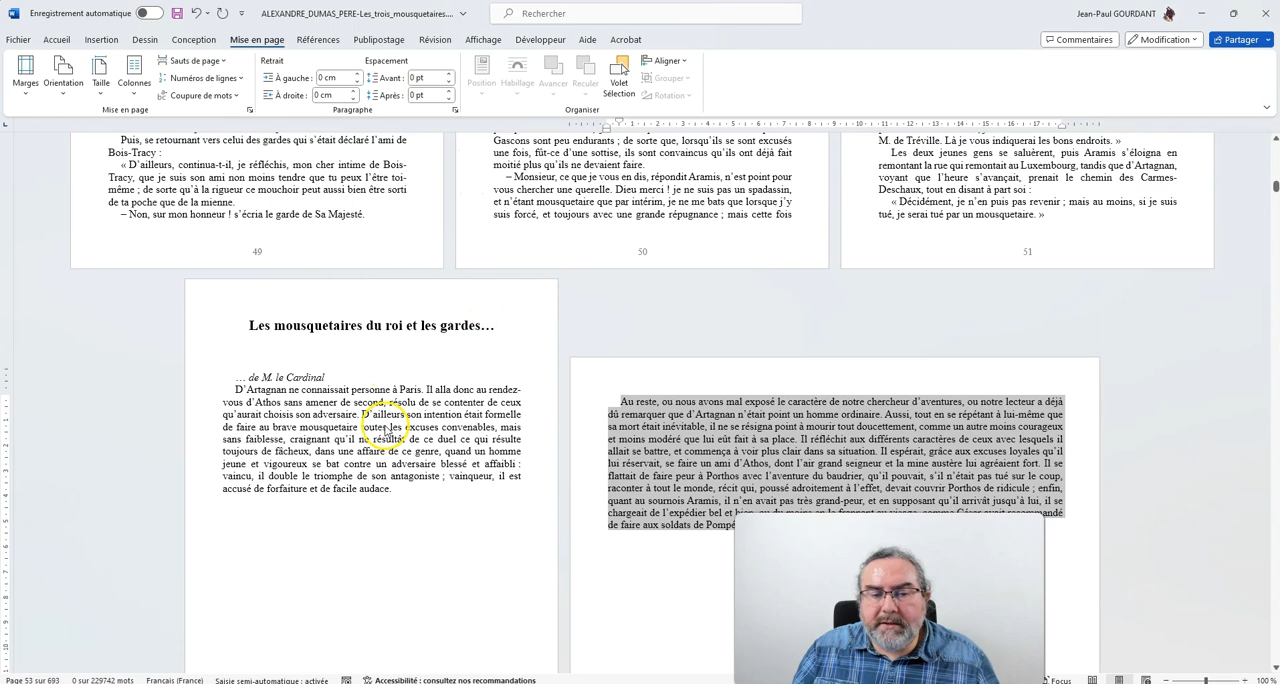 Enregistrement automatique
ALEXANDRE_DUMAS_PERE-Les_trois_mousquetaires....
Rechercher
Jean-Paul GOURDANT
Fichier Accueil Insertion Dessin Conception Mise en page Références Publipostage Révision Affichage Développeur Aide Acrobat
Commentaires Modification Partager
Marges Orientation Taille Colonnes
Sauts de page
Numéros de lignes
Coupure de mots
Mise en page
Retrait
À gauche : 0 cm
À droite : 0 cm
Espacement
Avant : 0 pt
Après : 0 pt
Paragraphe
Position Habillage Avancer Reculer Volet Sélection
Aligner
Grouper
Rotation
Organiser
Puis, se retournant vers celui des gardes qui s'était déclaré l'ami de
Bois-Tracy :
« D'ailleurs, continua-t-il, je réfléchis, mon cher intime de Bois-
Tracy, que je suis son ami non moins tendre que tu peux l'être toi-
même ; de sorte qu'à la rigueur ce mouchoir peut aussi bien être sorti
de ta poche que de la mienne.
– Non, sur mon honneur ! s'écria le garde de Sa Majesté.
49
Gascons sont peu endurants ; de sorte que, lorsqu'ils se sont excusés
une fois, fût-ce d'une sottise, ils sont convaincus qu'ils ont déjà fait
moitié plus qu'ils ne devaient faire.
– Monsieur, ce que je vous en dis, répondit Aramis, n'est point pour
vous chercher une querelle. Dieu merci ! je ne suis pas un spadassin,
et n'étant mousquetaire que par intérim, je ne me bats que lorsque j'y
suis forcé, et toujours avec une grande répugnance ; mais cette fois
50
M. de Tréville. Là je vous indiquerai les bons endroits. »
Les deux jeunes gens se saluèrent, puis Aramis s'éloigna en
remontant la rue qui remontait au Luxembourg, tandis que d'Artagnan,
voyant que l'heure s'avançait, prenait le chemin des Carmes-
Deschaux, tout en disant à part soi :
« Décidément, je n'en puis pas revenir ; mais au moins, si je suis
tué, je serai tué par un mousquetaire. »
51
Les mousquetaires du roi et les gardes…
… de M. le Cardinal
D'Artagnan ne connaissait personne à Paris. Il alla donc au rendez-
vous d'Athos sans amener de second, résolu de se contenter de ceux
qu'aurait choisis son adversaire. D'ailleurs son intention était formelle
de faire au brave mousquetaire toutes les excuses convenables, mais
sans faiblesse, craignant qu'il ne résultât de ce duel ce qui résulte
toujours de fâcheux, dans une affaire de ce genre, quand un homme
jeune et vigoureux se bat contre un adversaire blessé et affaibli :
vaincu, il double le triomphe de son antagoniste ; vainqueur, il est
accusé de forfaiture et de facile audace.
Au reste, ou nous avons mal exposé le caractère de notre chercheur d'aventures, ou notre lecteur a déjà
dû remarquer que d'Artagnan n'était point un homme ordinaire. Aussi, tout en se répétant à lui-même que
sa mort était inévitable, il ne se résigna point à mourir tout doucement, comme un autre moins courageux
et moins modéré que lui eût fait à sa place. Il réfléchit aux différents caractères de ceux avec lesquels il
allait se battre, et commença à voir plus clair dans sa situation. Il espérait, grâce aux excuses loyales qu'il
lui réservait, se faire un ami d'Athos, dont l'air grand seigneur et la mine austère lui agréaient fort. Il se
flattait de faire peur à Porthos avec l'aventure du baudrier, qu'il pouvait, s'il n'était pas tué sur le coup,
raconter à tout le monde, récit qui, poussé adroitement à l'effet, devait couvrir Porthos de ridicule ; enfin,
quant au sournois Aramis, il n'en avait pas très grand-peur, et en supposant qu'il arrivât jusqu'à lui, il se
chargeait de l'expédier bel et bien
de faire aux soldats de Pompé
Page 53 sur 693 0 sur 229742 mots Français (France) Saisie semi-automatique : activée Accessibilité : consultez nos recommandations Focus 100 %